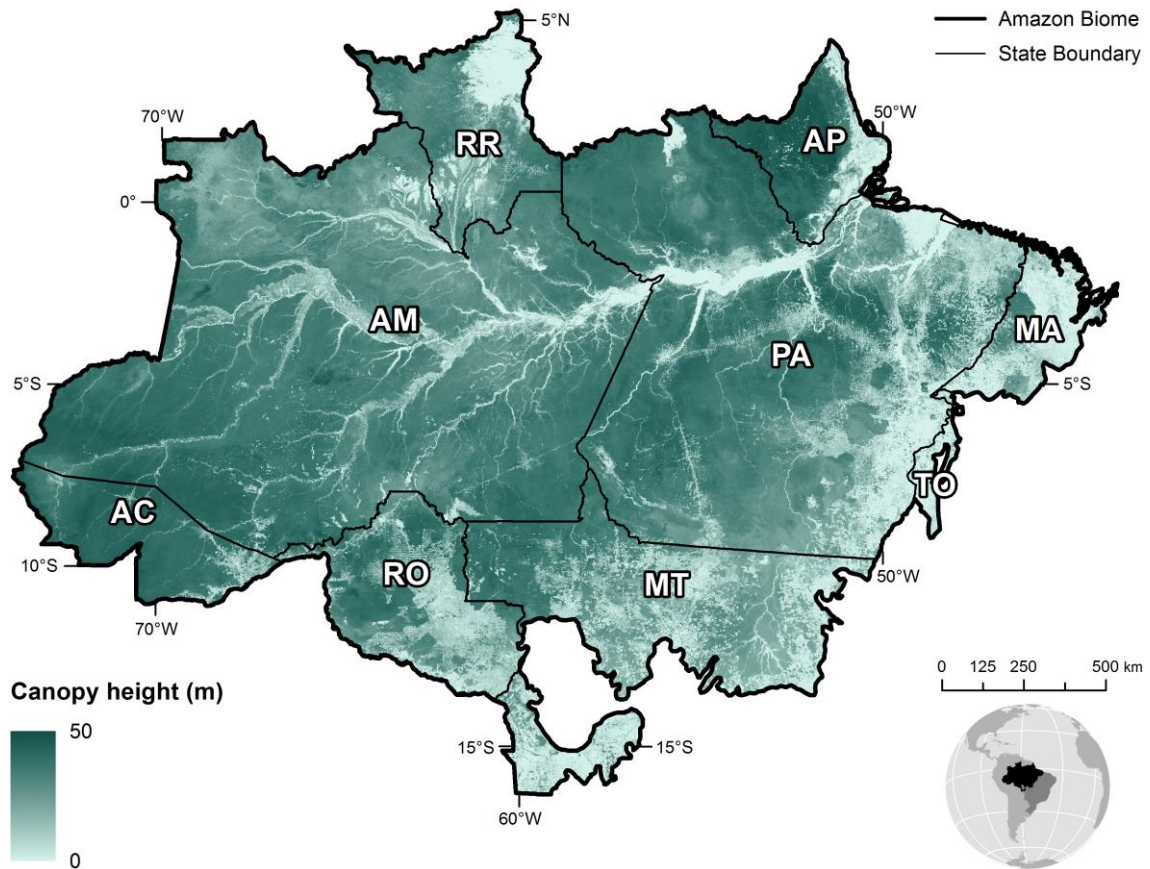 5°N
Amazon Biome
State Boundary
70°W
50°W
RR
AP
0°
AM
PA
MA
5°S
5°S
TO
AC
10°S
RO
MT
50°W
70°W
0 125 250 500 km
Canopy height (m)
50
15°S
15°S
60°W
0